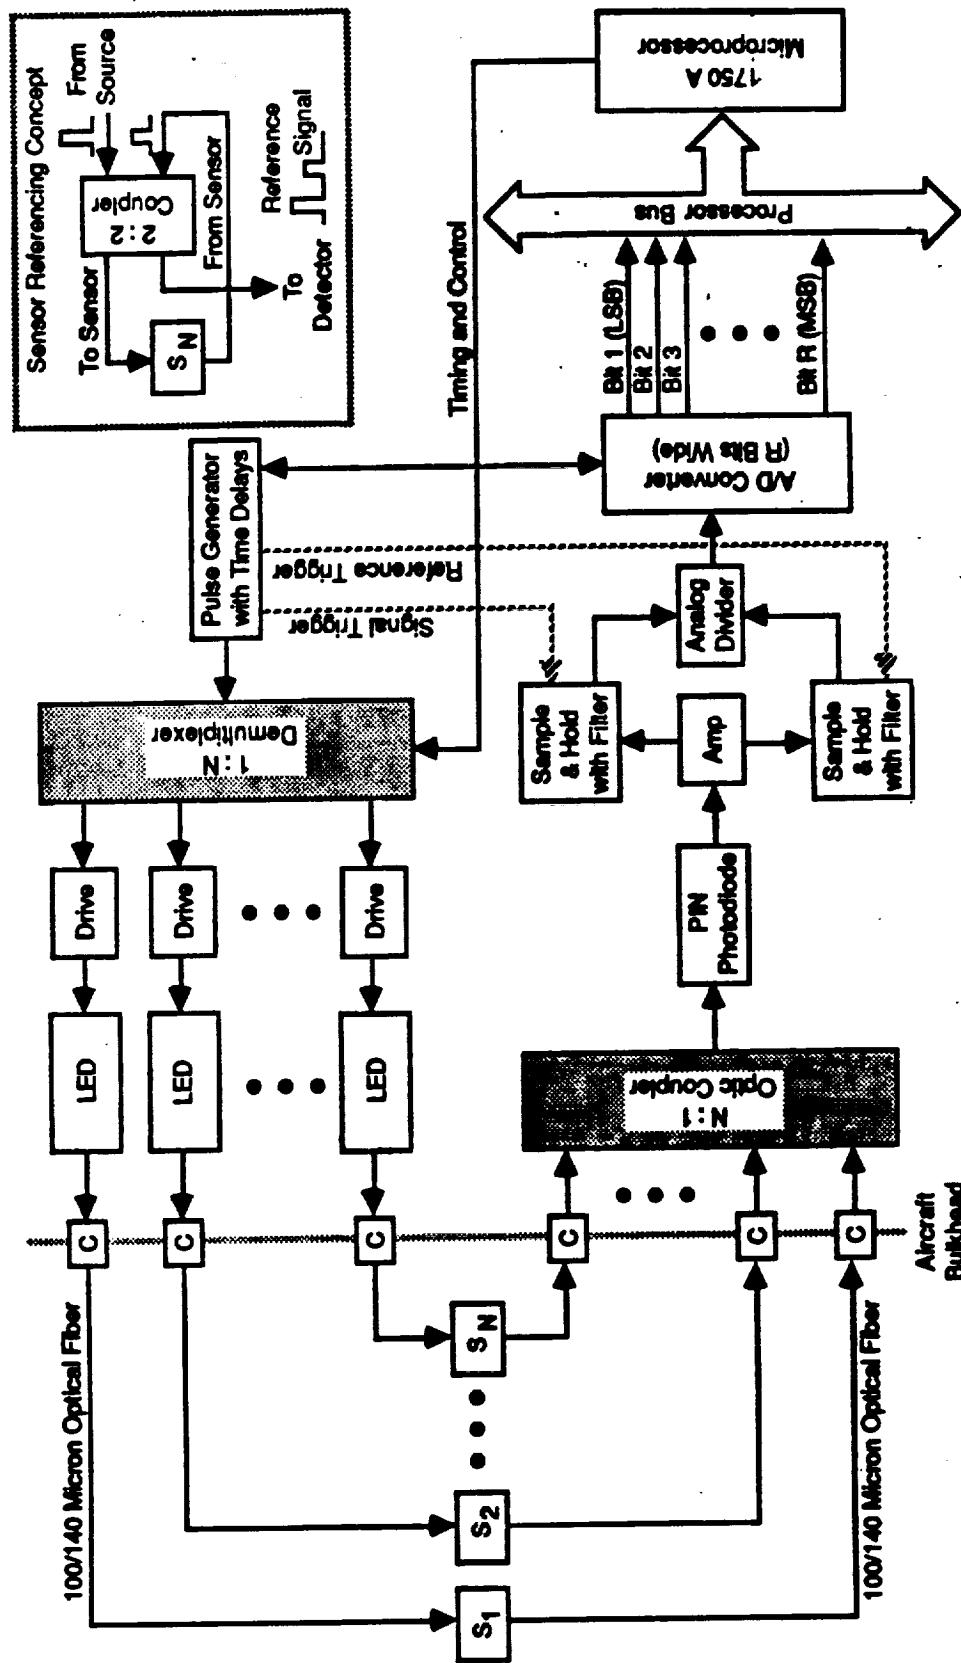 Sensor Referencing Concept
From
Source
To Sensor
2 : 2
Coupler
S N
From Sensor
To
Detector
Reference
Signal
100/140 Micron Optical Fiber
C
LED
Drive
C
LED
Drive
C
LED
Drive
1 : N
Demultiplexer
Pulse Generator
with Time Delays
Signal Trigger
Reference Trigger
Timing and Control
S1
S2
SN
C
C
C
100/140 Micron Optical Fiber
Aircraft
Bulkhead
N : 1
Optic Coupler
PIN
Photodiode
Amp
Sample
& Hold
with Filter
Sample
& Hold
with Filter
Analog
Divider
A/D Converter
(R Bits Wide)
Bit 1 (LSB)
Bit 2
Bit 3
Bit R (MSB)
Processor Bus
1750 A
Microprocessor